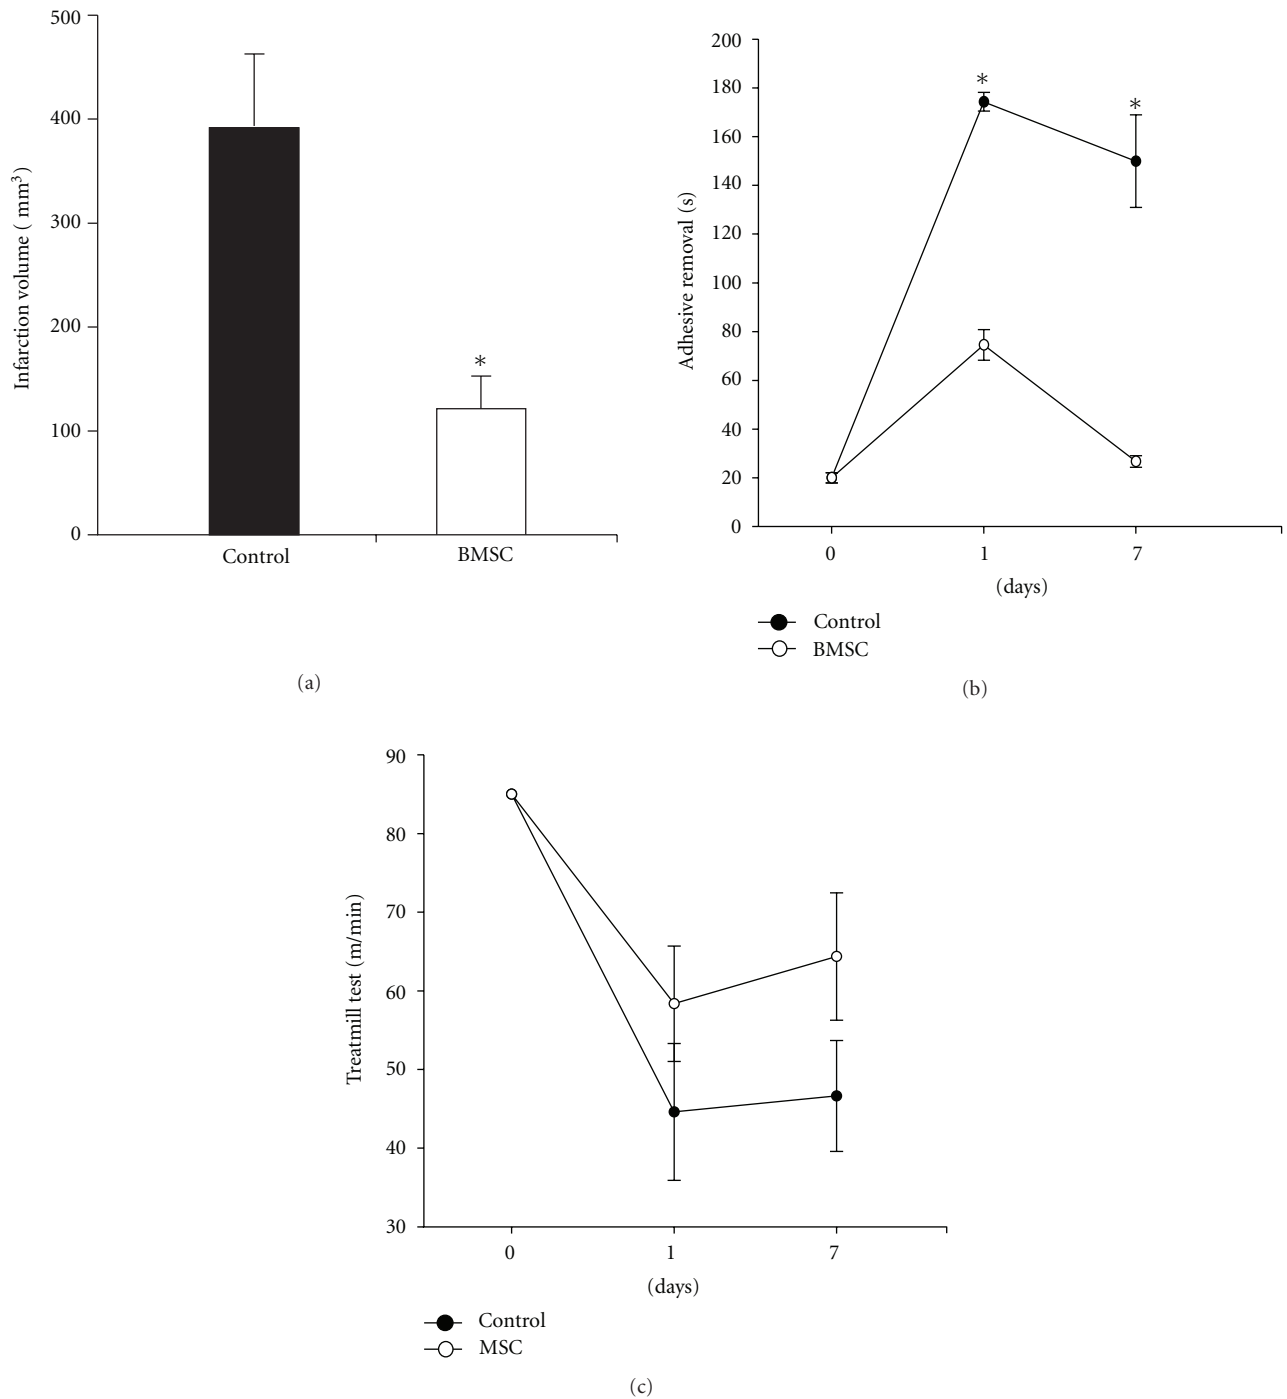 500
400
300
200
100
0
Infarction volume ( mm³)
*
Control
BMSC
(a)
200
180
160
140
120
100
80
60
40
20
0
Adhesive removal (s)
*
*
0
1
7
(days)
Control
BMSC
(b)
90
80
70
60
50
40
30
Treatmill test (m/min)
0
1
7
(days)
Control
MSC
(c)